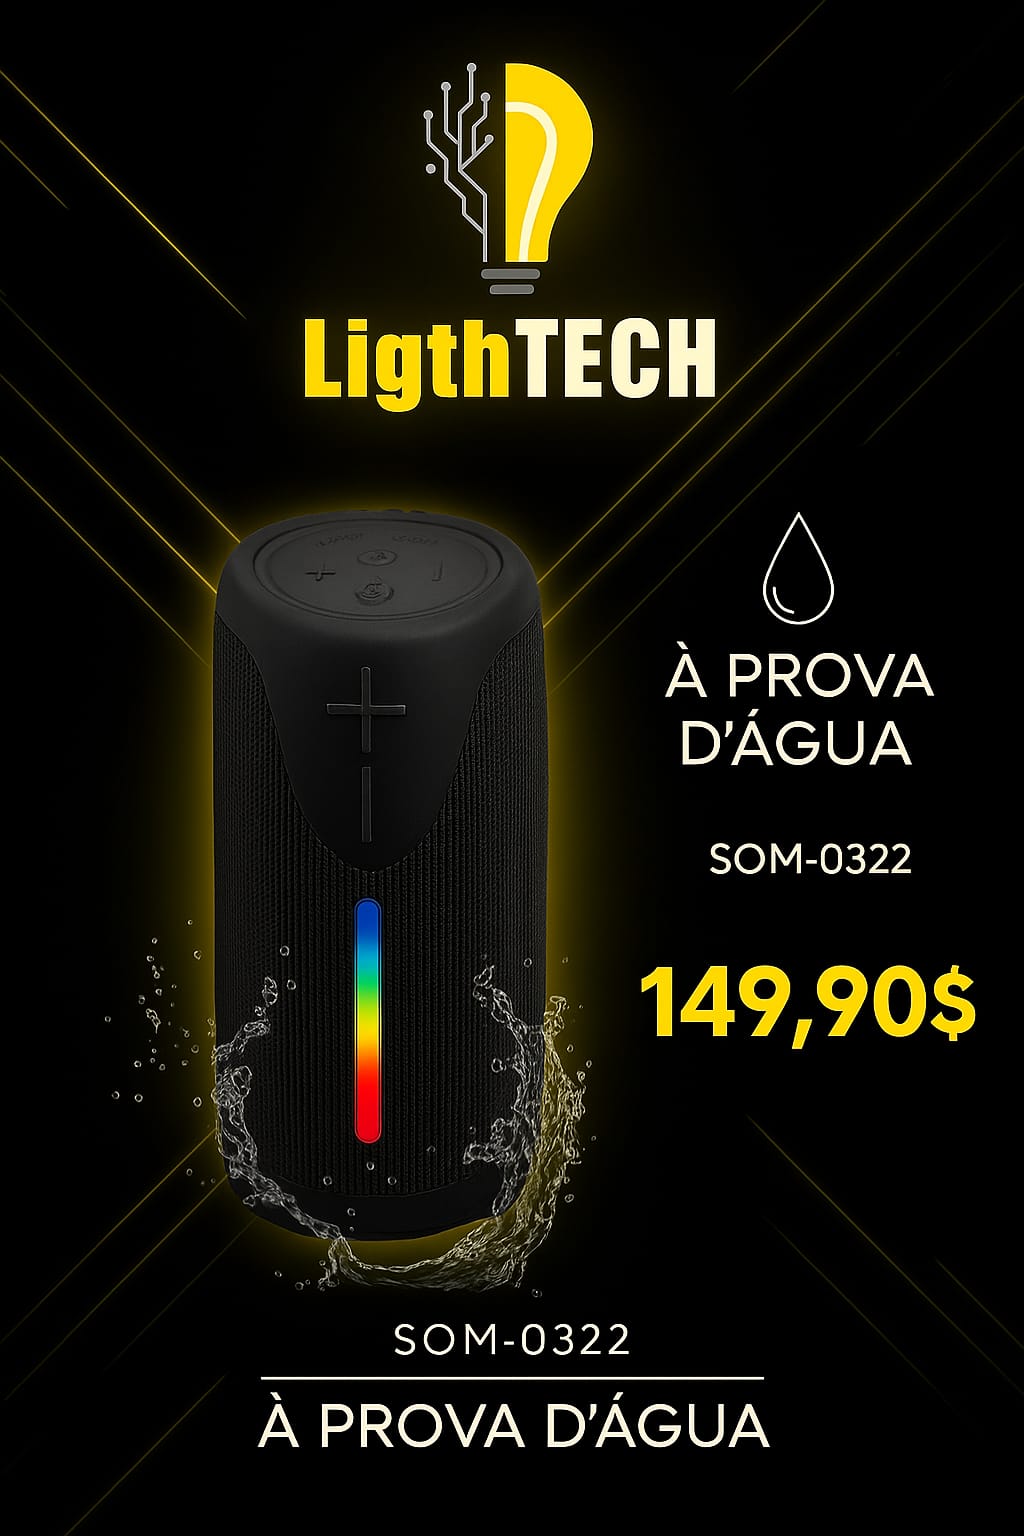 LigthTECH
À PROVA
D'ÁGUA
SOM-0322
149,90$
SOM-0322
À PROVA D'ÁGUA